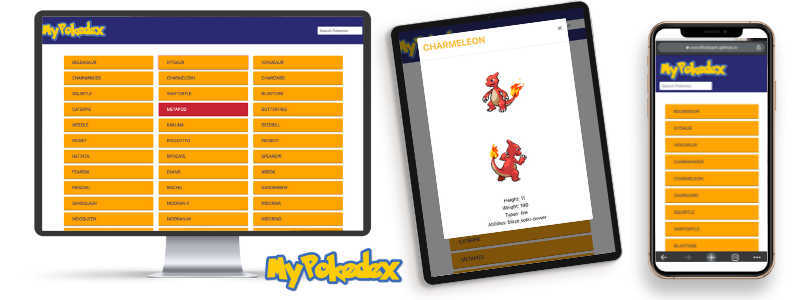 MyPokedex
Search Pokemon
BULBASAUR IVYSAUR VENUSAUR
CHARMANDER CHARMELEON CHARIZARD
SQUIRTLE WARTORTLE BLASTOISE
CATERPIE METAPOD BUTTERFREE
WEEDLE KAKUNA BEEDRILL
PIDGEY PIDGEOTTO PIDGEOT
RATTATA RATICATE SPEAROW
FEAROW EKANS ARBOK
PIKACHU RAICHU SANDSHREW
SANDSLASH NIDORAN-F NIDORINA
NIDOQUEEN NIDORAN-M NIDORINO
MyPokedex
CHARMELEON
Height: 11
Weight: 190
Types: fire
Abilities: blaze,solar-power
CATERPIE
METAPOD
MyPokedex
Search Pokemon
BULBASAUR
IVYSAUR
VENUSAUR
CHARMANDER
CHARMELEON
CHARIZARD
SQUIRTLE
WARTORTLE
BLASTOISE